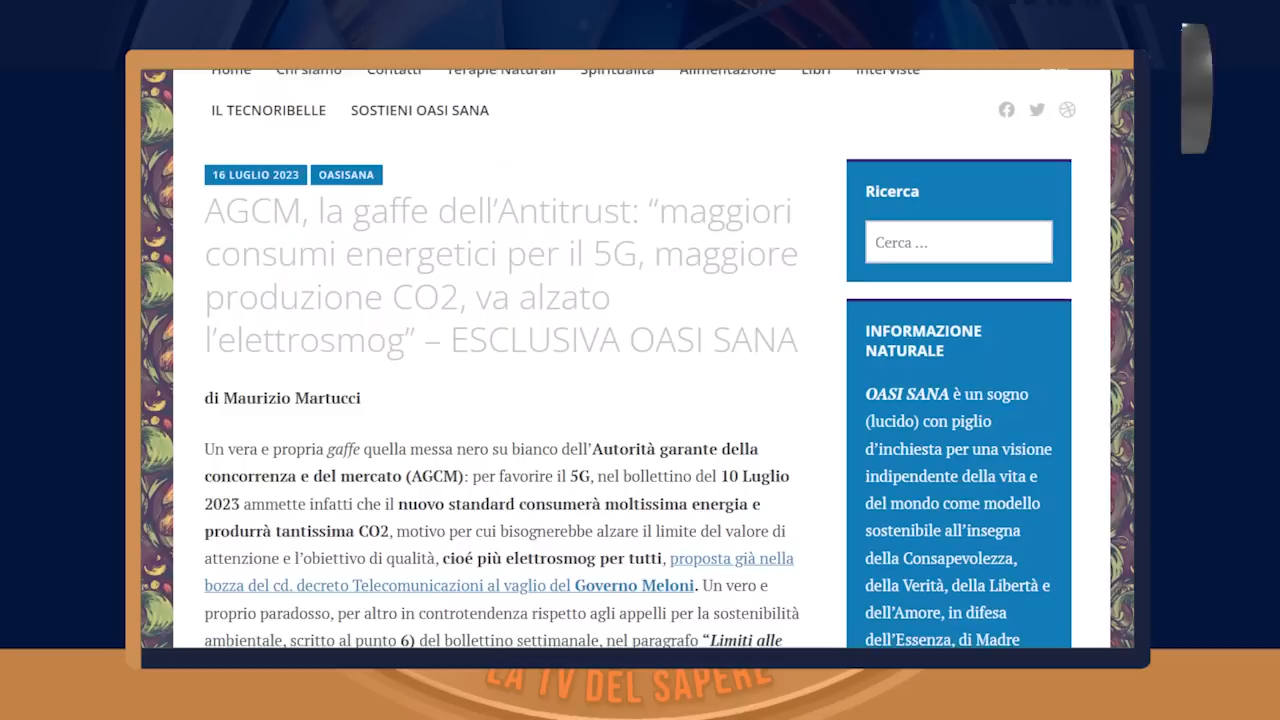 Home Chi siamo Contatti Terapie Naturali Spiritualità Alimentazione Libri Interviste
IL TECNORIBELLE SOSTIENI OASI SANA
16 LUGLIO 2023 OASISANA
AGCM, la gaffe dell’Antitrust: “maggiori
consumi energetici per il 5G, maggiore
produzione CO2, va alzato
l’elettrosmog” – ESCLUSIVA OASI SANA
di Maurizio Martucci
Un vera e propria gaffe quella messa nero su bianco dell’Autorità garante della
concorrenza e del mercato (AGCM): per favorire il 5G, nel bollettino del 10 Luglio
2023 ammette infatti che il nuovo standard consumerà moltissima energia e
produrrà tantissima CO2, motivo per cui bisognerebbe alzare il limite del valore di
attenzione e l’obiettivo di qualità, cioé più elettrosmog per tutti, proposta già nella
bozza del cd. decreto Telecomunicazioni al vaglio del Governo Meloni. Un vero e
proprio paradosso, per altro in controtendenza rispetto agli appelli per la sostenibilità
ambientale, scritto al punto 6) del bollettino settimanale, nel paragrafo “Limiti alle
Ricerca
Cerca …
INFORMAZIONE
NATURALE
OASI SANA è un sogno
(lucido) con piglio
d’inchiesta per una visione
indipendente della vita e
del mondo come modello
sostenibile all’insegna
della Consapevolezza,
della Verità, della Libertà e
dell’Amore, in difesa
dell’Essenza, di Madre
LA TV DEL SAPERE